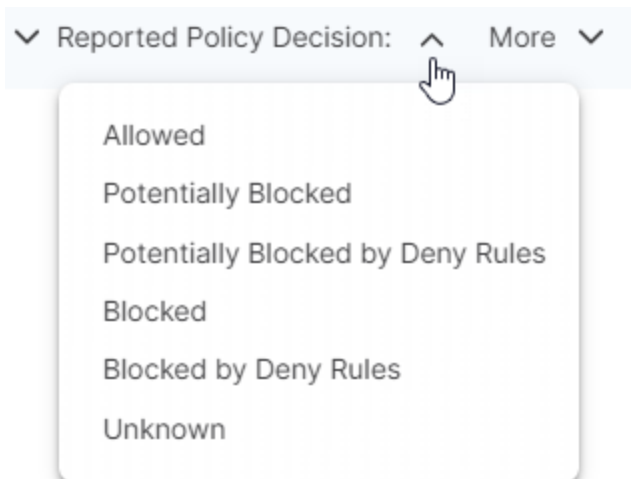 Reported Policy Decision: More
Allowed
Potentially Blocked
Potentially Blocked by Deny Rules
Blocked
Blocked by Deny Rules
Unknown